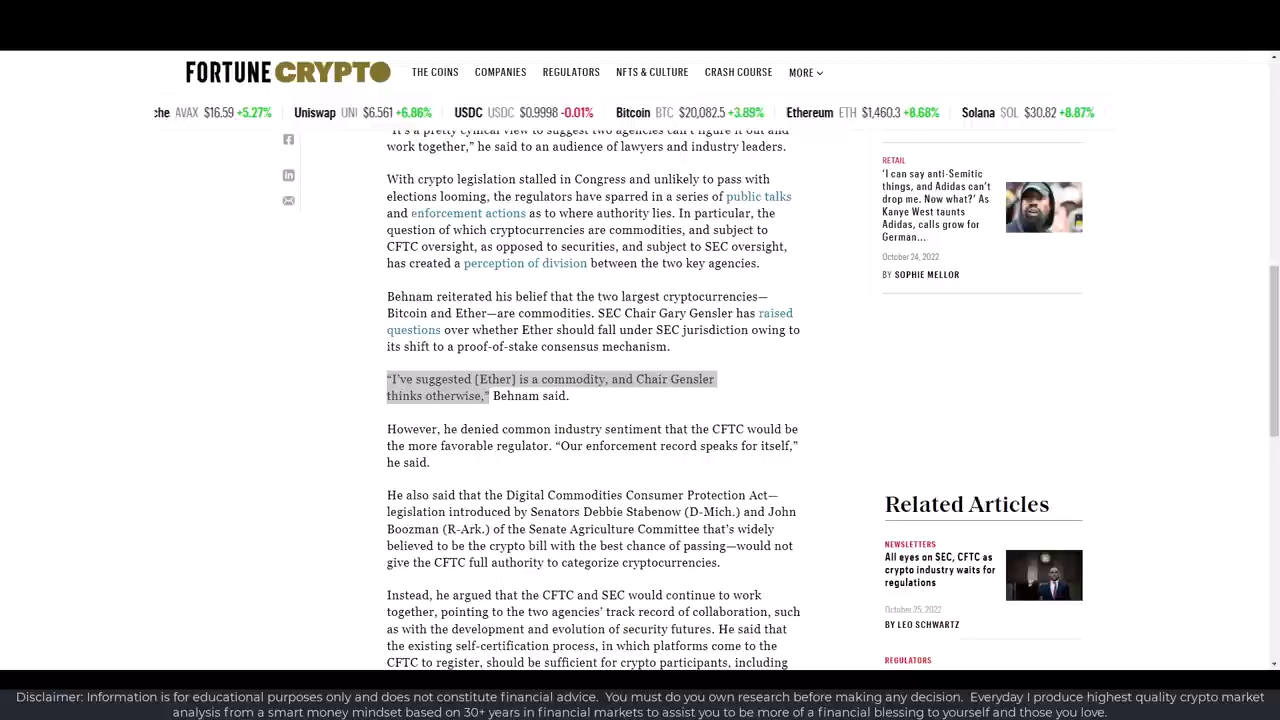 FORTUNE CRYPTO
THE COINS COMPANIES REGULATORS NFTS & CULTURE CRASH COURSE MORE
che AVAX $16.59 +5.27% Uniswap UNI $6.561 +6.86% USDC USDC $0.9998 -0.01% Bitcoin BTC $20,082.5 +3.89% Ethereum ETH $1,460.3 +8.68% Solana SOL $30.82 +8.87%
"It's a pretty cynical view to suggest two agencies can't figure it out and
work together," he said to an audience of lawyers and industry leaders.
With crypto legislation stalled in Congress and unlikely to pass with
elections looming, the regulators have sparred in a series of public talks
and enforcement actions as to where authority lies. In particular, the
question of which cryptocurrencies are commodities, and subject to
CFTC oversight, as opposed to securities, and subject to SEC oversight,
has created a perception of division between the two key agencies.
Behnam reiterated his belief that the two largest cryptocurrencies—
Bitcoin and Ether—are commodities. SEC Chair Gary Gensler has raised
questions over whether Ether should fall under SEC jurisdiction owing to
its shift to a proof-of-stake consensus mechanism.
“I’ve suggested [Ether] is a commodity, and Chair Gensler
thinks otherwise,” Behnam said.
However, he denied common industry sentiment that the CFTC would be
the more favorable regulator. “Our enforcement record speaks for itself,”
he said.
He also said that the Digital Commodities Consumer Protection Act—
legislation introduced by Senators Debbie Stabenow (D-Mich.) and John
Boozman (R-Ark.) of the Senate Agriculture Committee that’s widely
believed to be the crypto bill with the best chance of passing—would not
give the CFTC full authority to categorize cryptocurrencies.
Instead, he argued that the CFTC and SEC would continue to work
together, pointing to the two agencies’ track record of collaboration, such
as with the development and evolution of security futures. He said that
the existing self-certification process, in which platforms come to the
CFTC to register, should be sufficient for crypto participants, including
RETAIL
‘I can say anti-Semitic
things, and Adidas can’t
drop me. Now what?’ As
Kanye West taunts
Adidas, calls grow for
German...
October 24, 2022
BY SOPHIE MELLOR
Related Articles
NEWSLETTERS
All eyes on SEC, CFTC as
crypto industry waits for
regulations
October 25, 2022
BY LEO SCHWARTZ
REGULATORS
Disclaimer: Information is for educational purposes only and does not constitute financial advice. You must do you own research before making any decision. Everyday I produce highest quality crypto market
analysis from a smart money mindset based on 30+ years in financial markets to assist you to be more of a financial blessing to yourself and those you love.